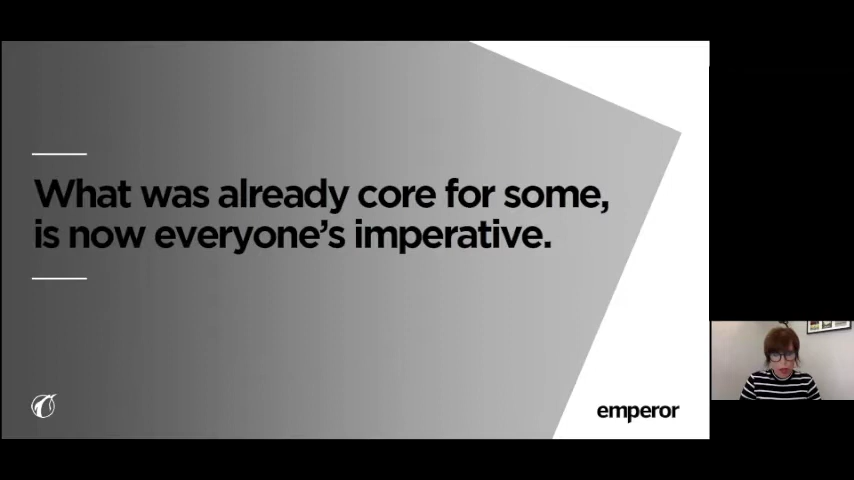 What was already core for some,
is now everyone’s imperative.
emperor